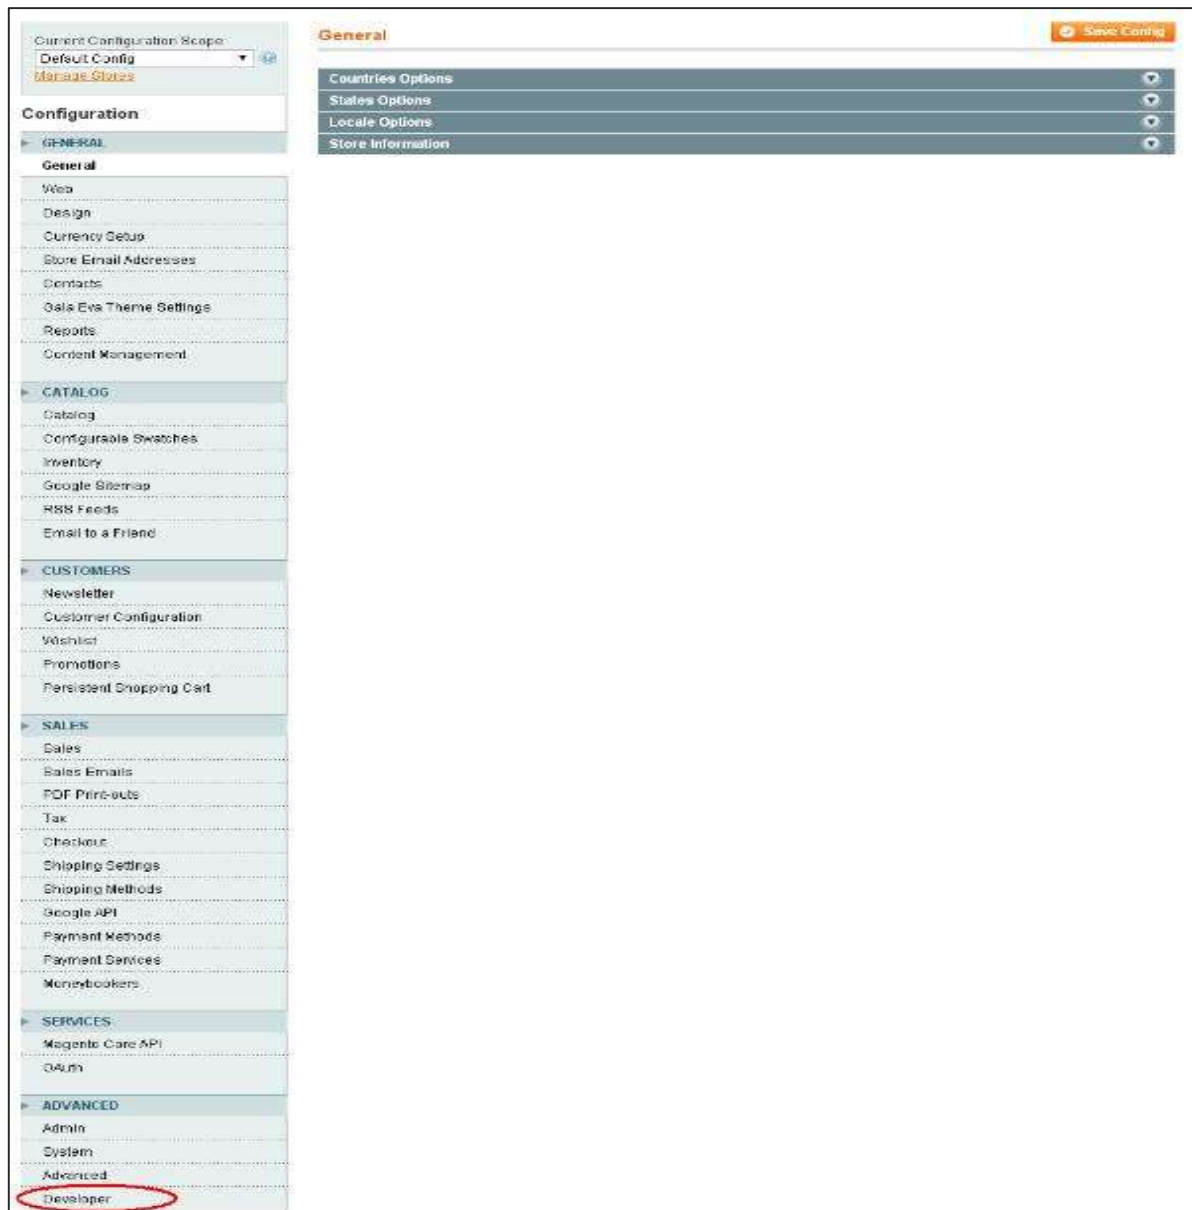 Current Configuration Scope:
Default Config
Manage Stores
Configuration
GENERAL
General
Web
Design
Currency Setup
Store Email Addresses
Contacts
Gala Eva Theme Settings
Reports
Content Management
CATALOG
Catalog
Configurable Swatches
Inventory
Google Sitemap
RSS Feeds
Email to a Friend
CUSTOMERS
Newsletter
Customer Configuration
Wishlist
Promotions
Persistent Shopping Cart
SALES
Sales
Sales Emails
PDF Print-outs
Tax
Checkout
Shipping Settings
Shipping Methods
Google API
Payment Methods
Payment Services
Moneybookers
SERVICES
Magento Core API
OAuth
ADVANCED
Admin
System
Advanced
Developer
General
Save Config
Countries Options
States Options
Locale Options
Store Information